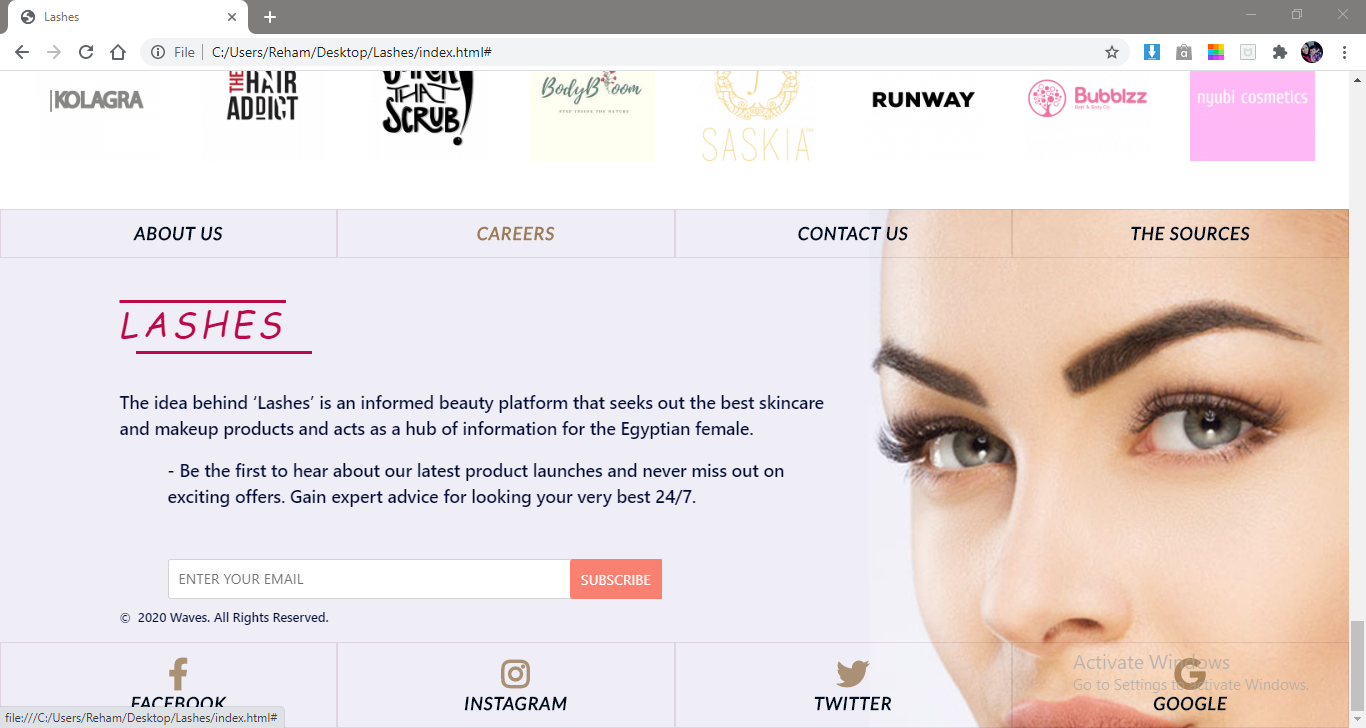 Lashes
File C:/Users/Reham/Desktop/Lashes/index.html#
KOLAGRA
THE HAIR ADDICT
THAT SCRUB!
BodyBloom
STEP INSIDE THE NATURE
SASKIA
RUNWAY
Bubblzz
nyubi cosmetics
ABOUT US
CAREERS
CONTACT US
THE SOURCES
LASHES
The idea behind ‘Lashes’ is an informed beauty platform that seeks out the best skincare
and makeup products and acts as a hub of information for the Egyptian female.
- Be the first to hear about our latest product launches and never miss out on
exciting offers. Gain expert advice for looking your very best 24/7.
ENTER YOUR EMAIL
SUBSCRIBE
© 2020 Waves. All Rights Reserved.
Activate Windows
Go to Settings to activate Windows.
FACEBOOK
INSTAGRAM
TWITTER
GOOGLE
file:///C:/Users/Reham/Desktop/Lashes/index.html#